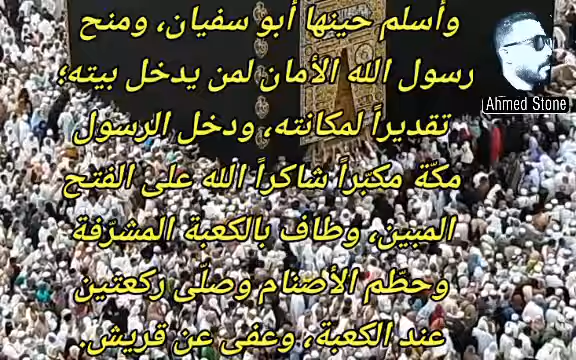 وأسلم حينها أبو سفيان، ومنح
رسول الله الأمان لمن يدخل بيته؛
تقديراً لمكانته، ودخل الرسول
مكّة مكبّراً شاكراً الله على الفتح
المبين، وطاف بالكعبة المشرّفة
وحطّم الأصنام وصلّى ركعتين
عند الكعبة، وعفى عن قريش.
Ahmed Stone